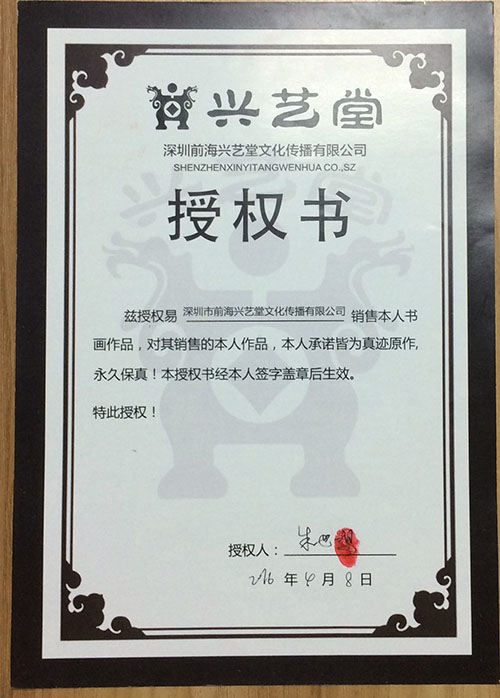 兴艺堂
深圳前海兴艺堂文化传播有限公司
SHENZHENXINYITANGWENHUA CO.,SZ
授权书
兹授权易 深圳市前海兴艺堂文化传播有限公司 销售本人书
画作品，对其销售的本人作品，本人承诺皆为真迹原作，
永久保真！本授权书经本人签字盖章后生效。
特此授权！
授权人：朱
2016 年 4 月 8 日